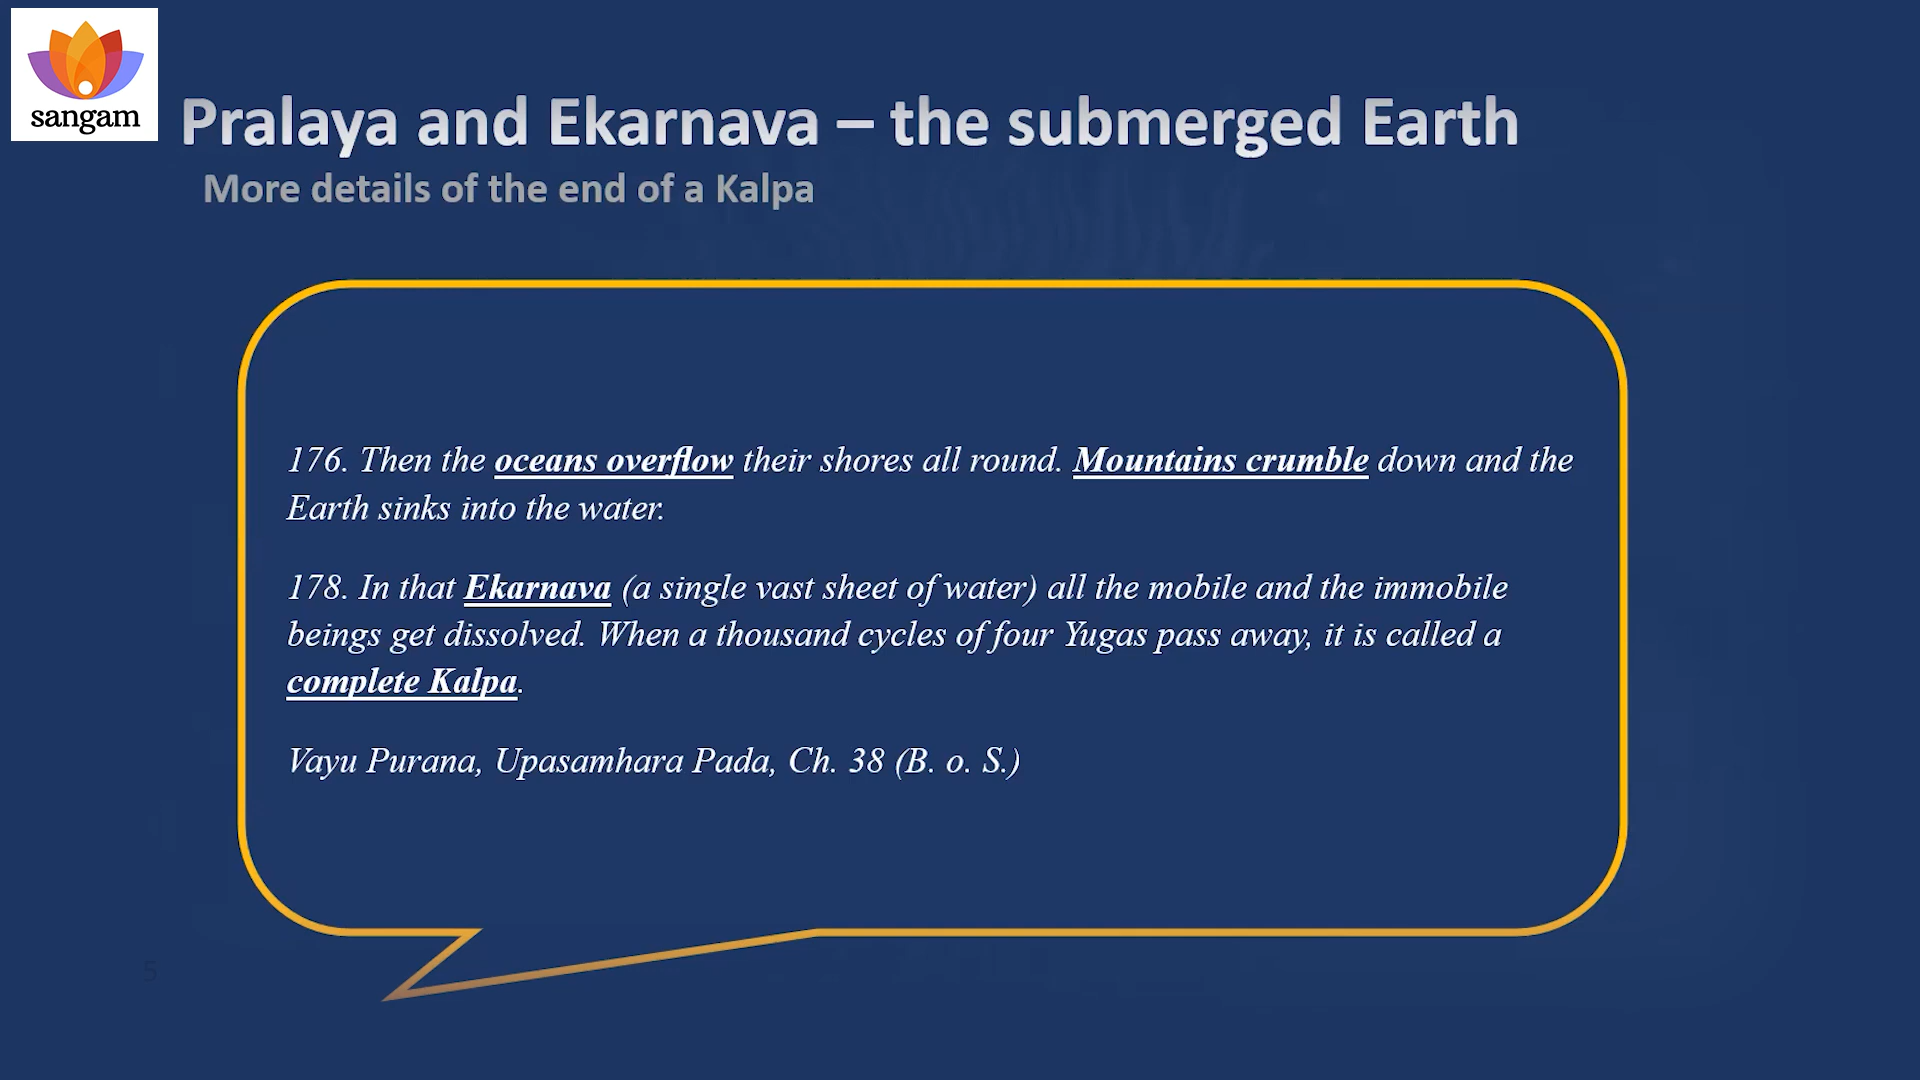 sangam
Pralaya and Ekarnava – the submerged Earth
More details of the end of a Kalpa
176. Then the oceans overflow their shores all round. Mountains crumble down and the
Earth sinks into the water.
178. In that Ekarnava (a single vast sheet of water) all the mobile and the immobile
beings get dissolved. When a thousand cycles of four Yugas pass away, it is called a
complete Kalpa.
Vayu Purana, Upasamhara Pada, Ch. 38 (B. o. S.)
5